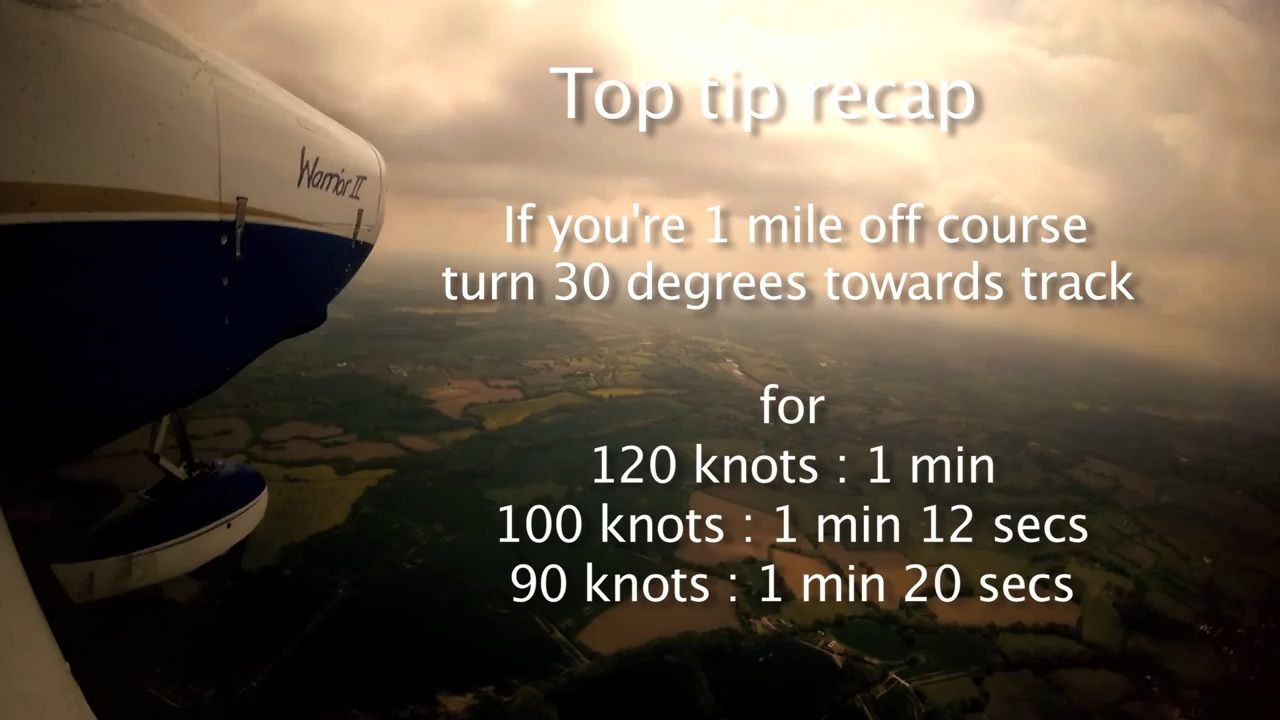 Top tip recap
Warrior II
If you're 1 mile off course
turn 30 degrees towards track
for
120 knots : 1 min
100 knots : 1 min 12 secs
90 knots : 1 min 20 secs